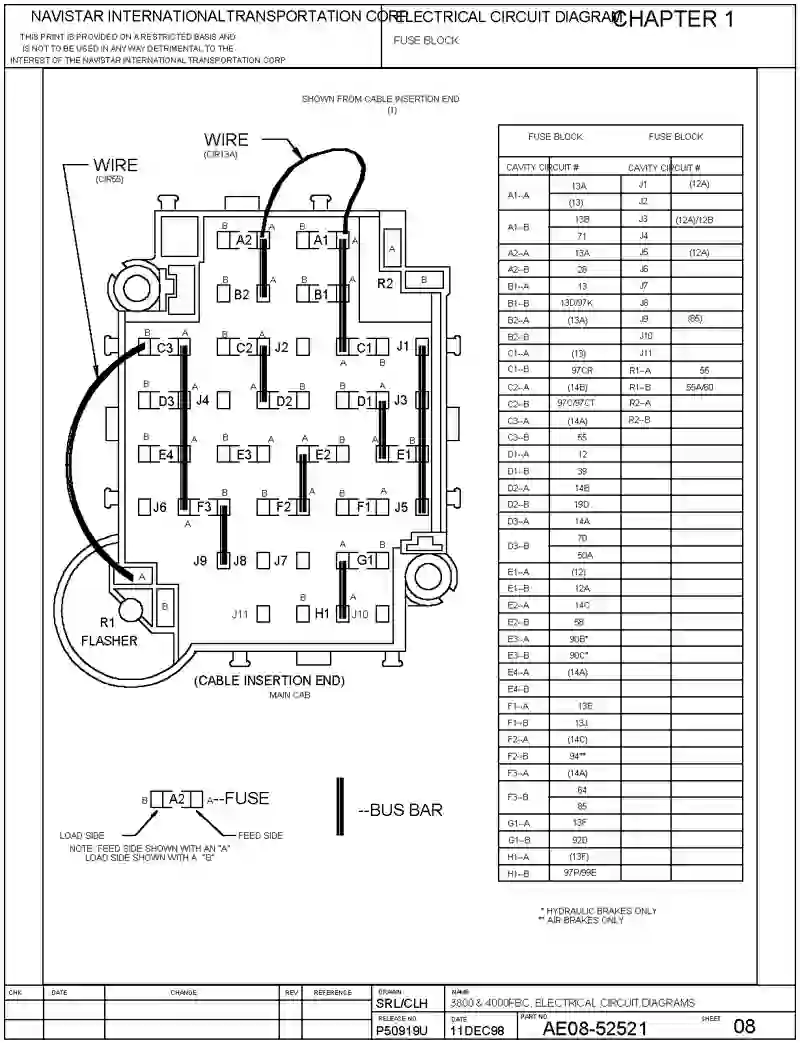 NAVISTAR INTERNATIONAL TRANSPORTATION CORP.
THIS PRINT IS PROVIDED ON A RESTRICTED BASIS AND
IS NOT TO BE USED IN ANY WAY DETRIMENTAL TO THE
INTEREST OF THE NAVISTAR INTERNATIONAL TRANSPORTATION CORP
ELECTRICAL CIRCUIT DIAGRAM
CHAPTER 1
FUSE BLOCK
SHOWN FROM CABLE INSERTION END
(1)
WIRE
(CIR13A)
WIRE
(CIR55)
B A2 A B A1 A
A
R2 B
B2 B1
B A B A
C3 C2 J2 C1 J1
A B
B A A B A
D3 J4 D2 D1 J3
B A B A A B B A
E4 E3 E2 E1
B B A B A
J6 F3 F2 F1 J5
A
B A
J9 J8 J7 G1
A
B A
J11 H1 J10
B
R1
FLASHER
(CABLE INSERTION END)
MAIN CAB
B A2 A--FUSE
LOAD SIDE FEED SIDE
NOTE: FEED SIDE SHOWN WITH AN "A"
LOAD SIDE SHOWN WITH A "B"
--BUS BAR
FUSE BLOCK FUSE BLOCK
CAVITY CIRCUIT # CAVITY CIRCUIT #
A1--A 13A J1 (12A)
(13) J2
A1--B 13B J3 (12A)/12B
71 J4
A2--A 13A J5 (12A)
A2--B 28 J6
B1--A 13 J7
B1--B 13D/97K J8
B2--A (13A) J9 (85)
B2--B J10
C1--A (13) J11
C1--B 97CR R1--A 55
C2--A (14B) R1--B 55A/60
C2--B 97C/97CT R2--A
C3--A (14A) R2--B
C3--B 55
D1--A 12
D1--B 39
D2--A 14B
D2--B 19D
D3--A 14A
D3--B 70
50A
E1--A (12)
E1--B 12A
E2--A 14C
E2--B 58
E3--A 90B*
E3--B 90C*
E4--A (14A)
E4--B
F1--A 13E
F1--B 13J
F2--A (14C)
F2--B 94**
F3--A (14A)
F3--B 64
85
G1--A 13F
G1--B 92D
H1--A (13F)
H1--B 97P/99E
* HYDRAULIC BRAKES ONLY
** AIR BRAKES ONLY
CHK DATE CHANGE REV REFERENCE
DRAWN SRL/CLH
NAME 3800 & 4000FBC, ELECTRICAL CIRCUIT DIAGRAMS
RELEASE NO. P50919U
DATE 11DEC98
PART NO. AE08-52521
SHEET 08